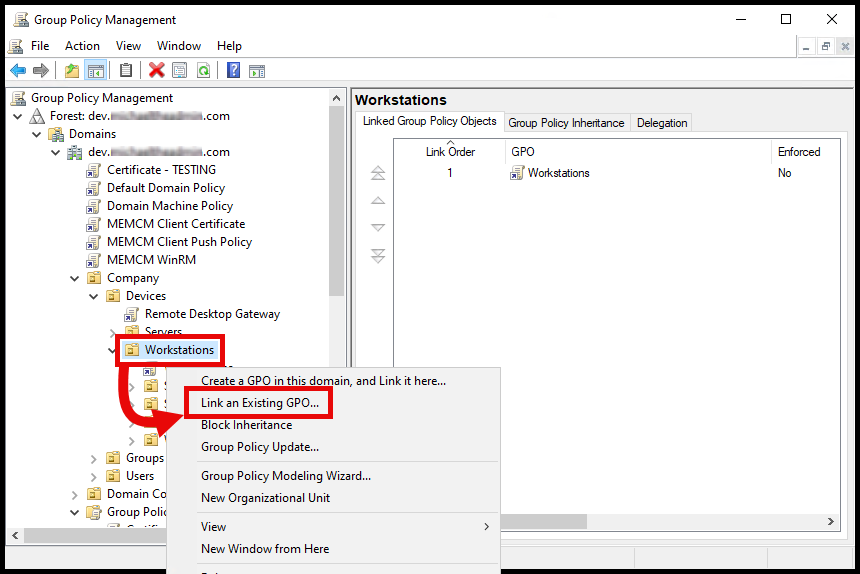 Group Policy Management
File Action View Window Help
Group Policy Management
Forest: dev. .com
Domains
dev. .com
Certificate - TESTING
Default Domain Policy
Domain Machine Policy
MEMCM Client Certificate
MEMCM Client Push Policy
MEMCM WinRM
Company
Devices
Remote Desktop Gateway
Servers
Workstations
Groups
Users
Domain Co
Group Polic
Workstations
Linked Group Policy Objects Group Policy Inheritance Delegation
Link Order GPO Enforced
1 Workstations No
Create a GPO in this domain, and Link it here...
Link an Existing GPO...
Block Inheritance
Group Policy Update...
Group Policy Modeling Wizard...
New Organizational Unit
View
New Window from Here